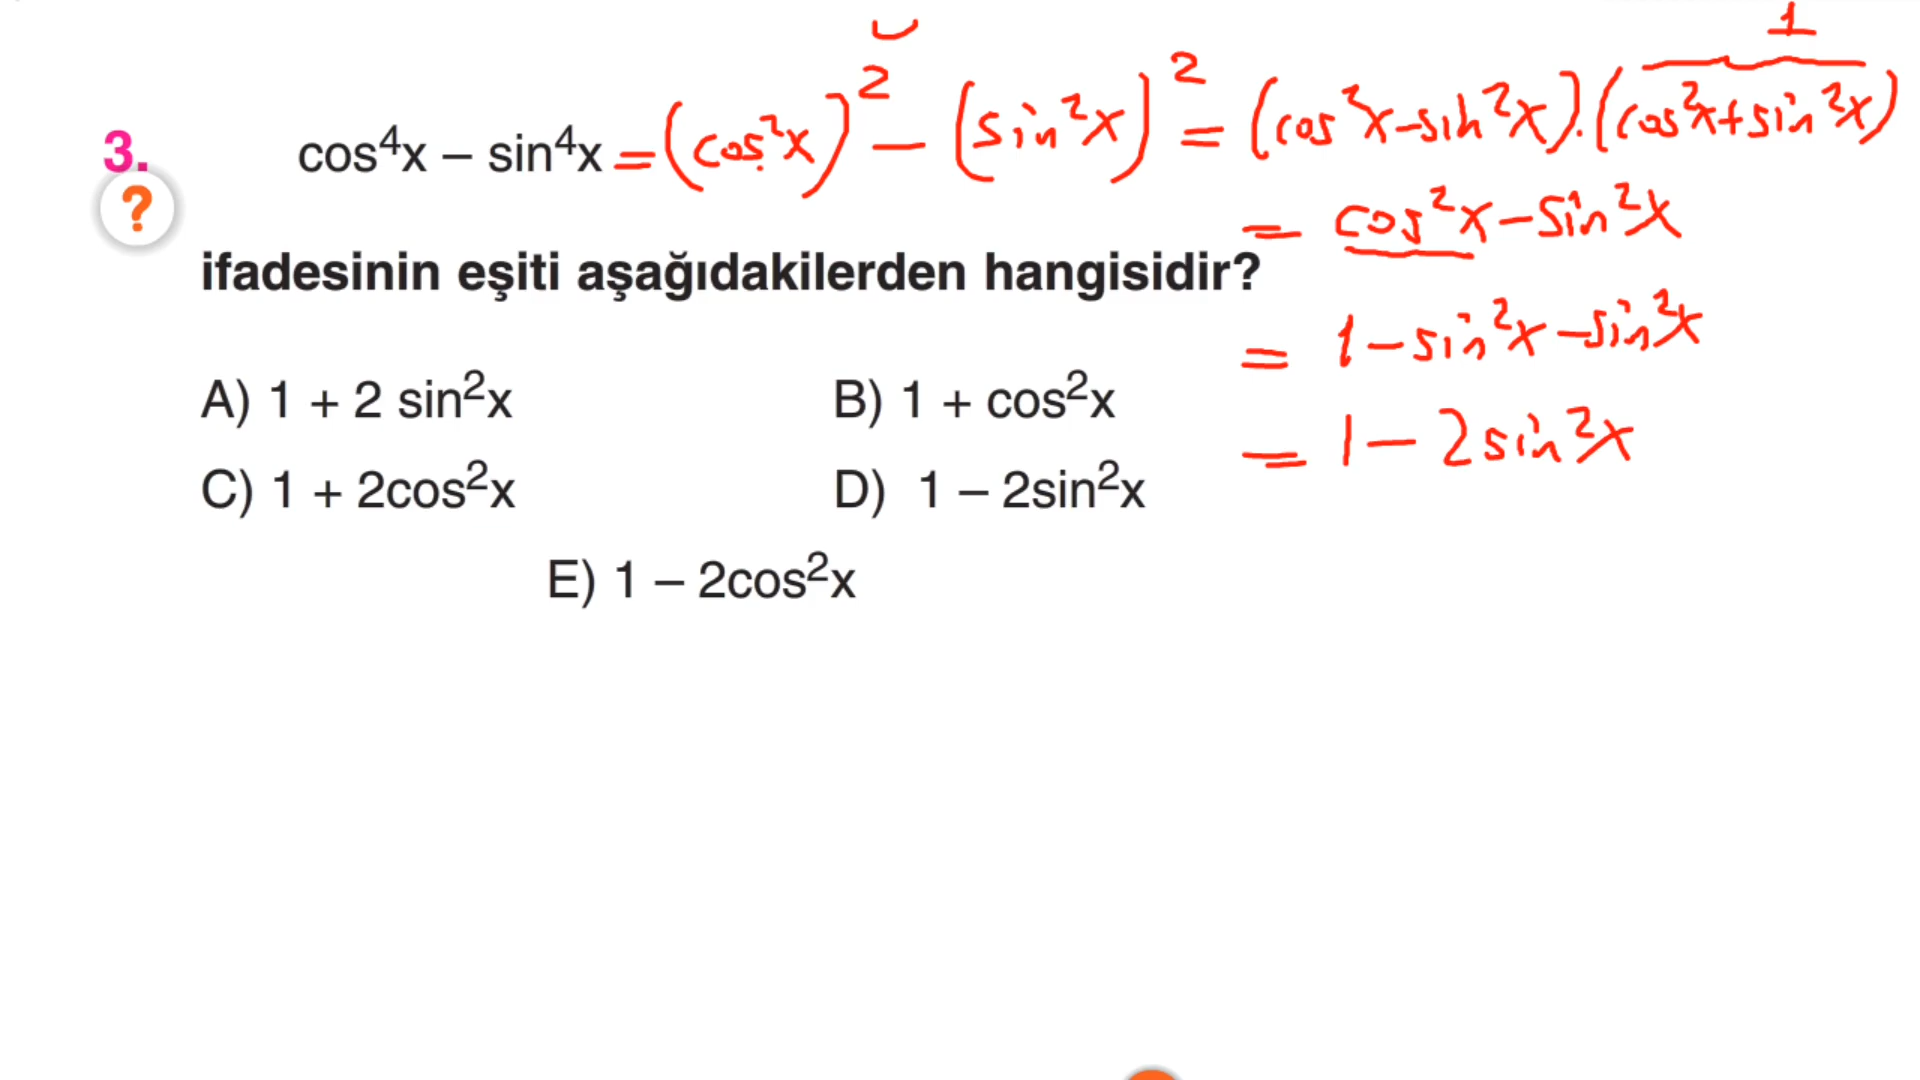 3. cos⁴x – sin⁴x = (cos²x)² – (sin²x)² = (cos²x – sin²x).(cos²x + sin²x)
1
?
= cos²x – sin²x
ifadesinin eşiti aşağıdakilerden hangisidir?
= 1 – sin²x – sin²x
A) 1 + 2 sin²x B) 1 + cos²x
= 1 – 2sin²x
C) 1 + 2cos²x D) 1 – 2sin²x
E) 1 – 2cos²x